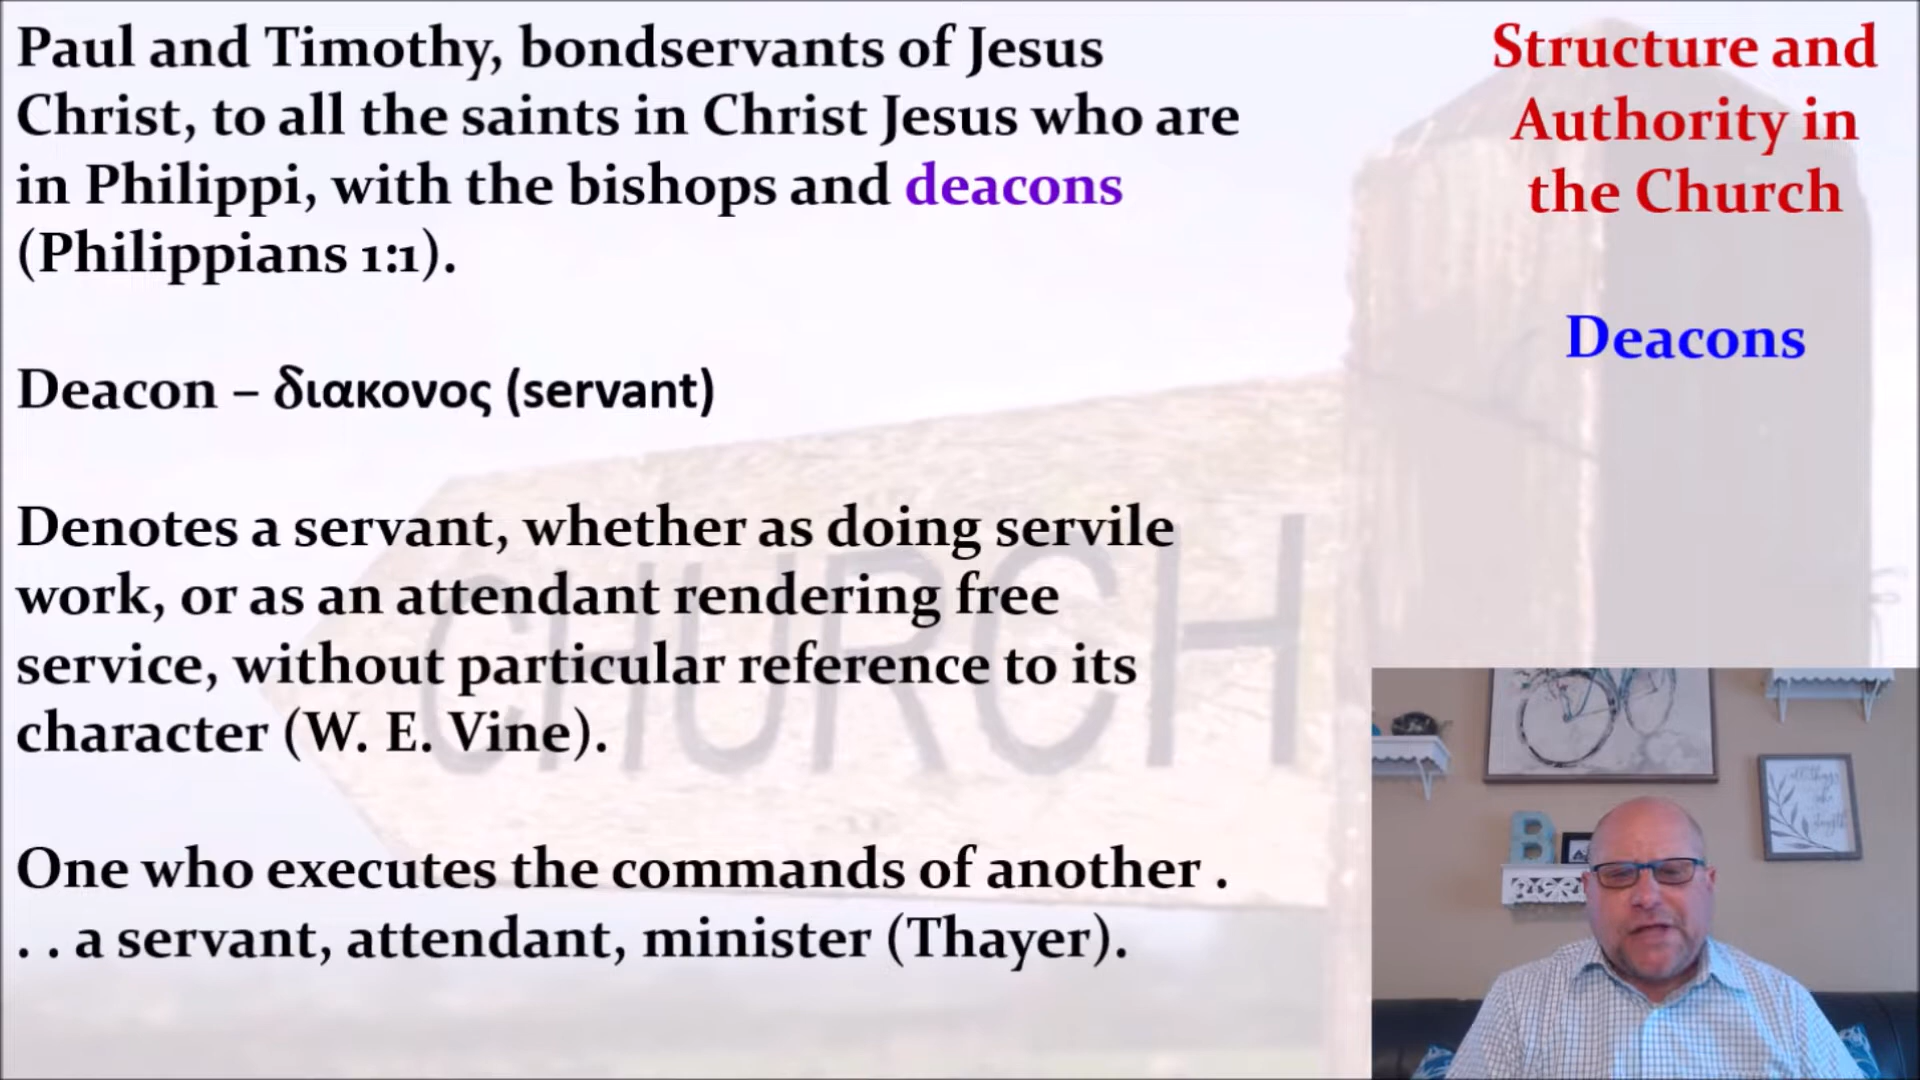 Paul and Timothy, bondservants of Jesus
Christ, to all the saints in Christ Jesus who are
in Philippi, with the bishops and deacons
(Philippians 1:1).
Deacon – διακονος (servant)
Denotes a servant, whether as doing servile
work, or as an attendant rendering free
service, without particular reference to its
character (W. E. Vine).
One who executes the commands of another .
. . a servant, attendant, minister (Thayer).
Structure and
Authority in
the Church
Deacons
CHURCH
B